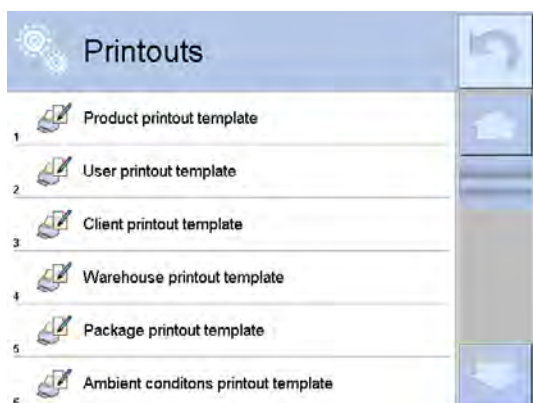 Printouts
1 Product printout template
2 User printout template
3 Client printout template
4 Warehouse printout template
5 Package printout template
6 Ambient conditons printout template